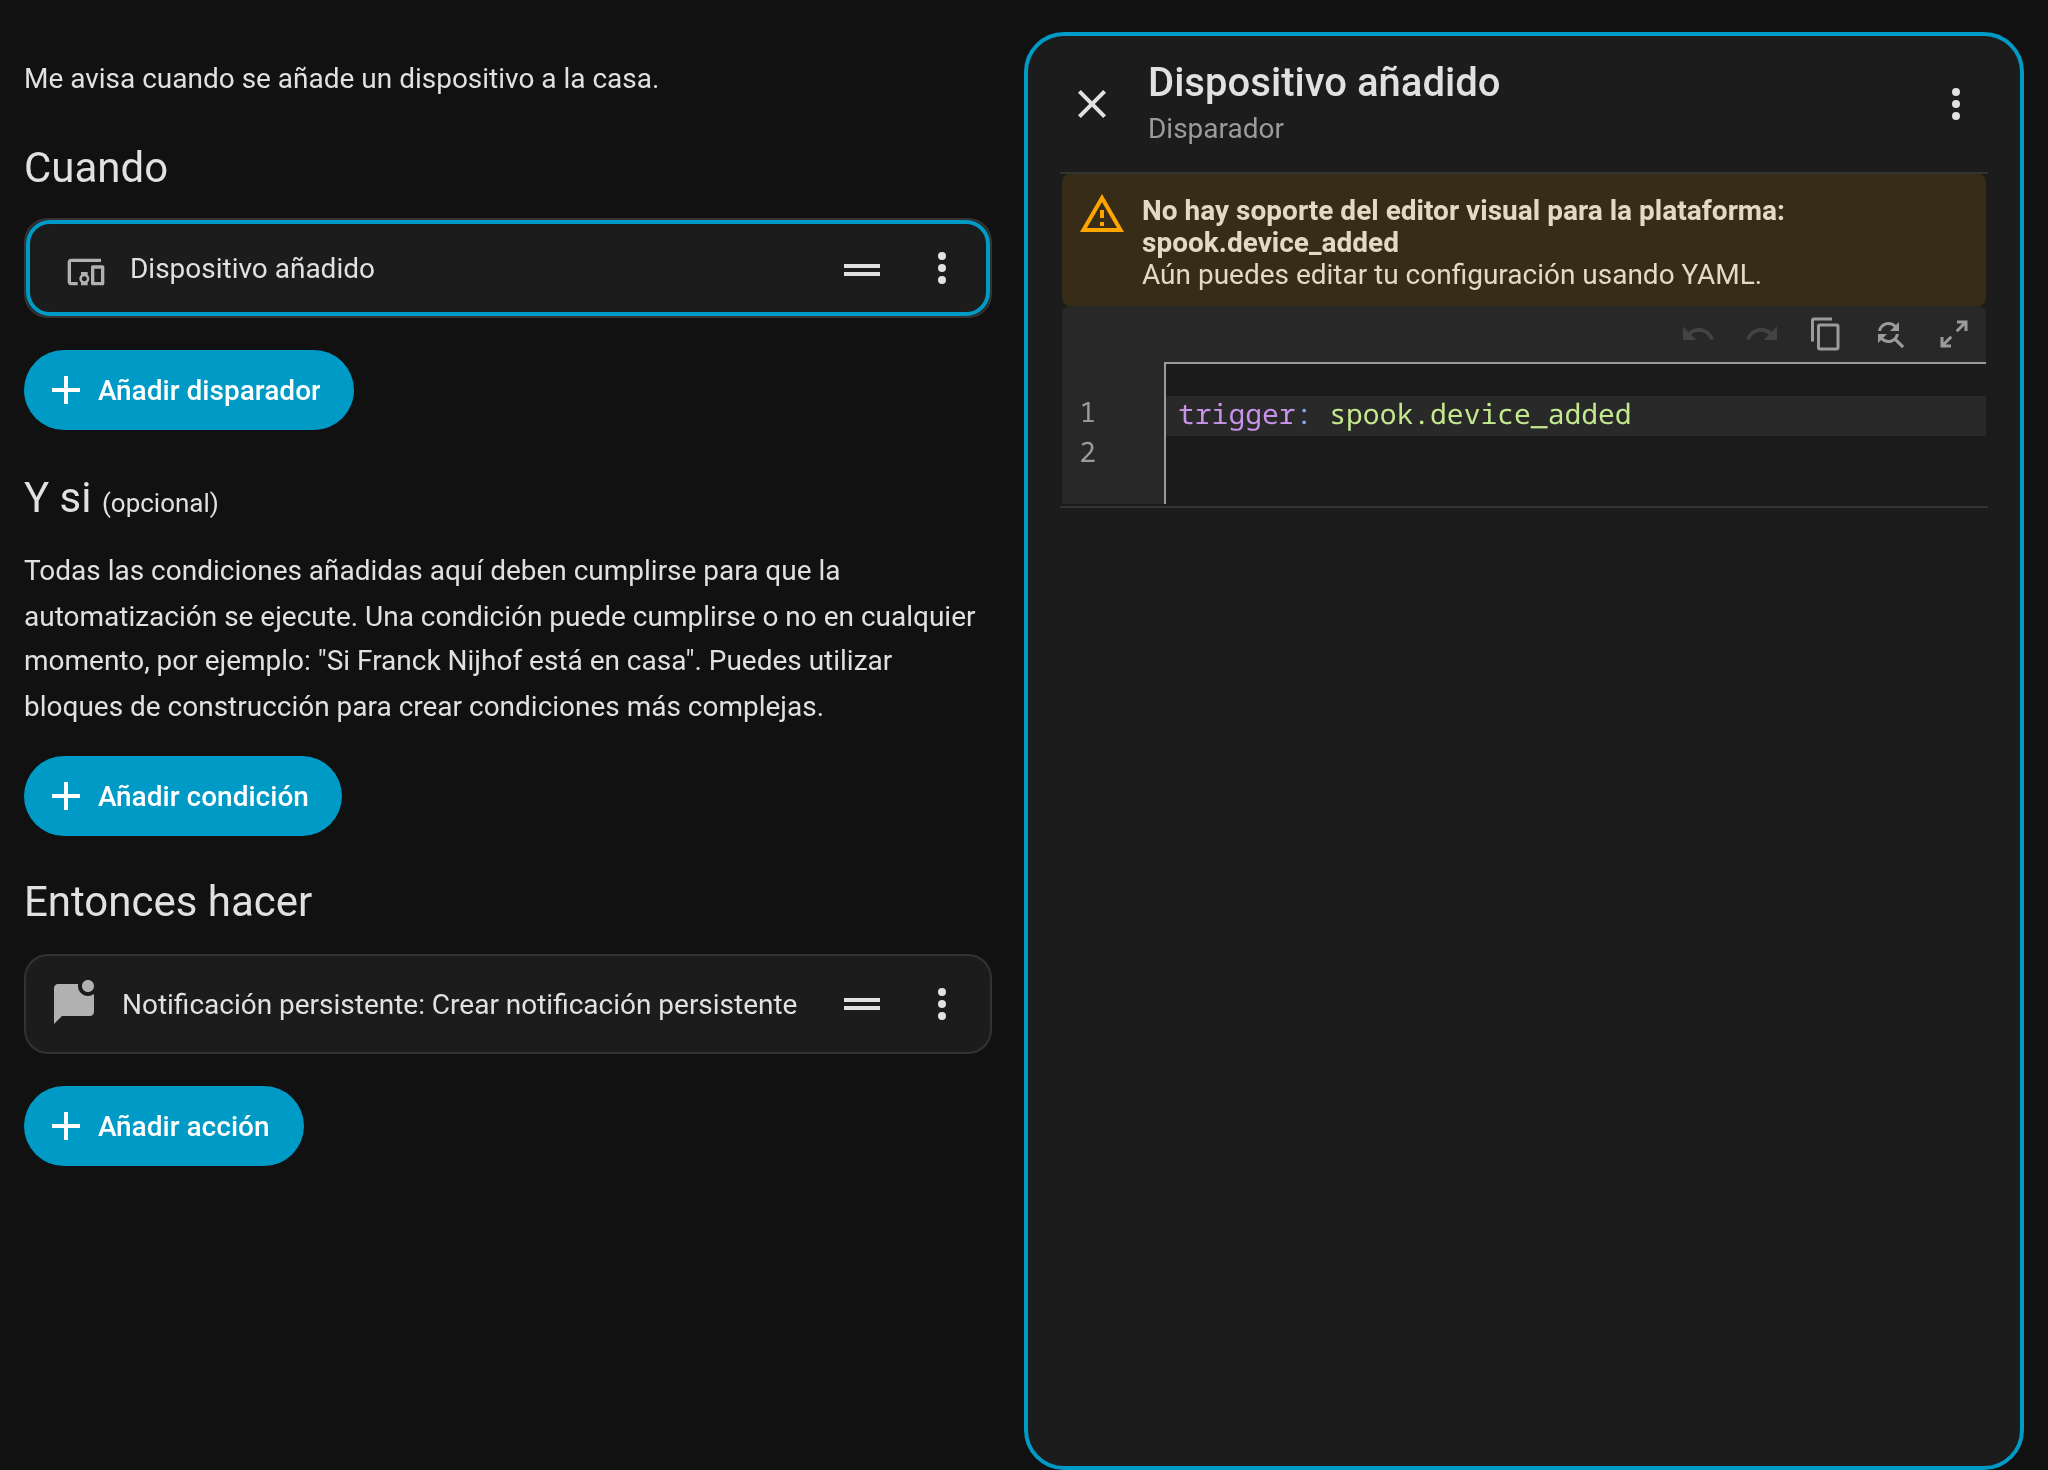 Me avisa cuando se añade un dispositivo a la casa.
Cuando
Dispositivo añadido
Añadir disparador
Y si (opcional)
Todas las condiciones añadidas aquí deben cumplirse para que la
automatización se ejecute. Una condición puede cumplirse o no en cualquier
momento, por ejemplo: "Si Franck Nijhof está en casa". Puedes utilizar
bloques de construcción para crear condiciones más complejas.
Añadir condición
Entonces hacer
Notificación persistente: Crear notificación persistente
Añadir acción
Dispositivo añadido
Disparador
No hay soporte del editor visual para la plataforma:
spook.device_added
Aún puedes editar tu configuración usando YAML.
1 trigger: spook.device_added
2